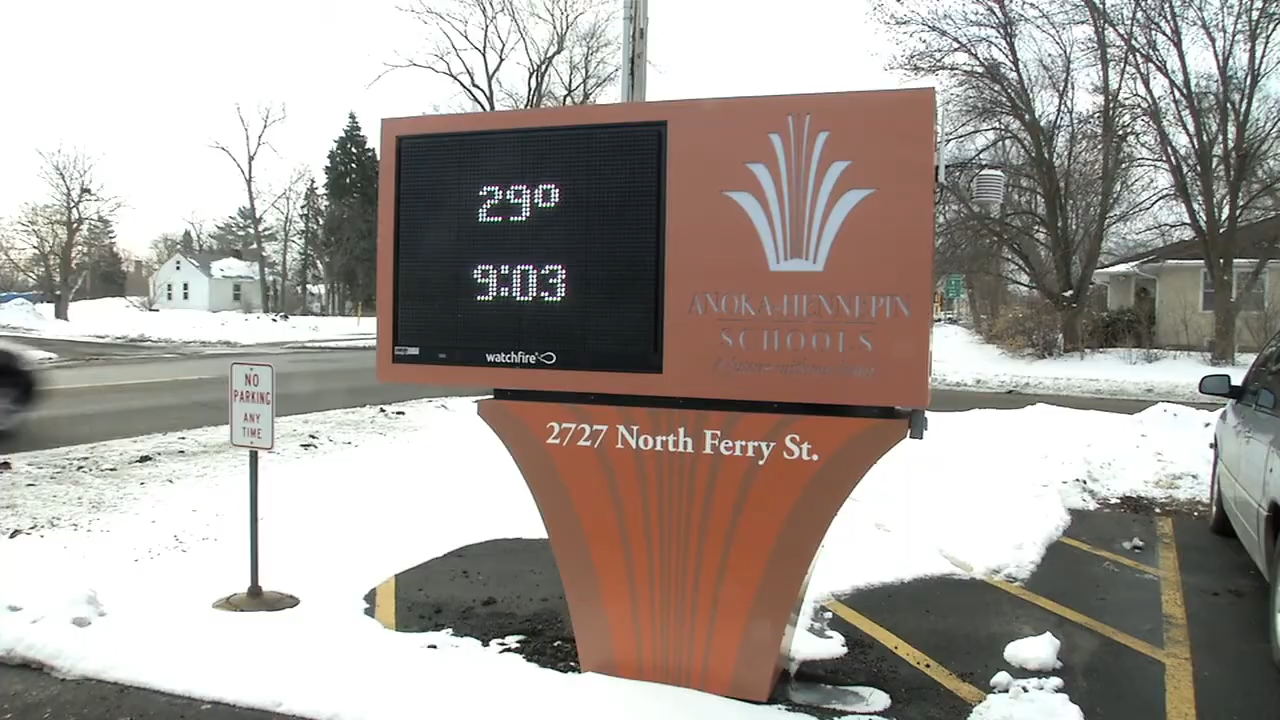 29°
9:03
watchfire
ANOKA-HENNEPIN
SCHOOLS
2727 North Ferry St.
NO
PARKING
ANY
TIME